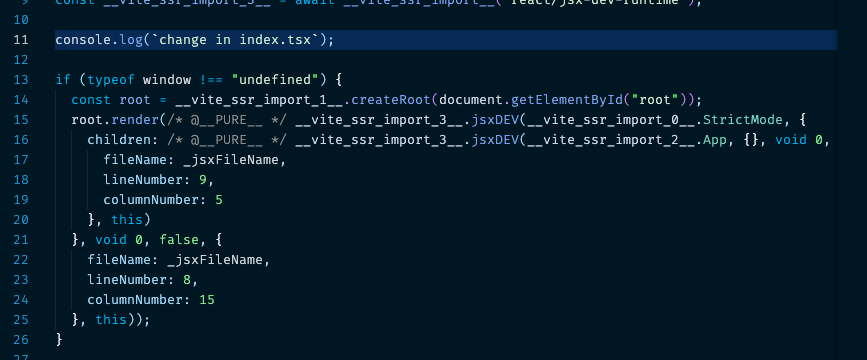 9 const __vite_ssr_import_3__ = await __vite_ssr_import__("react/jsx-dev-runtime");
10
11 console.log(`change in index.tsx`);
12
13 if (typeof window !== "undefined") {
14 const root = __vite_ssr_import_1__.createRoot(document.getElementById("root"));
15 root.render(/* @__PURE__ */ __vite_ssr_import_3__.jsxDEV(__vite_ssr_import_0__.StrictMode, {
16 children: /* @__PURE__ */ __vite_ssr_import_3__.jsxDEV(__vite_ssr_import_2__.App, {}, void 0,
17 fileName: _jsxFileName,
18 lineNumber: 9,
19 columnNumber: 5
20 }, this)
21 }, void 0, false, {
22 fileName: _jsxFileName,
23 lineNumber: 8,
24 columnNumber: 15
25 }, this));
26 }
27